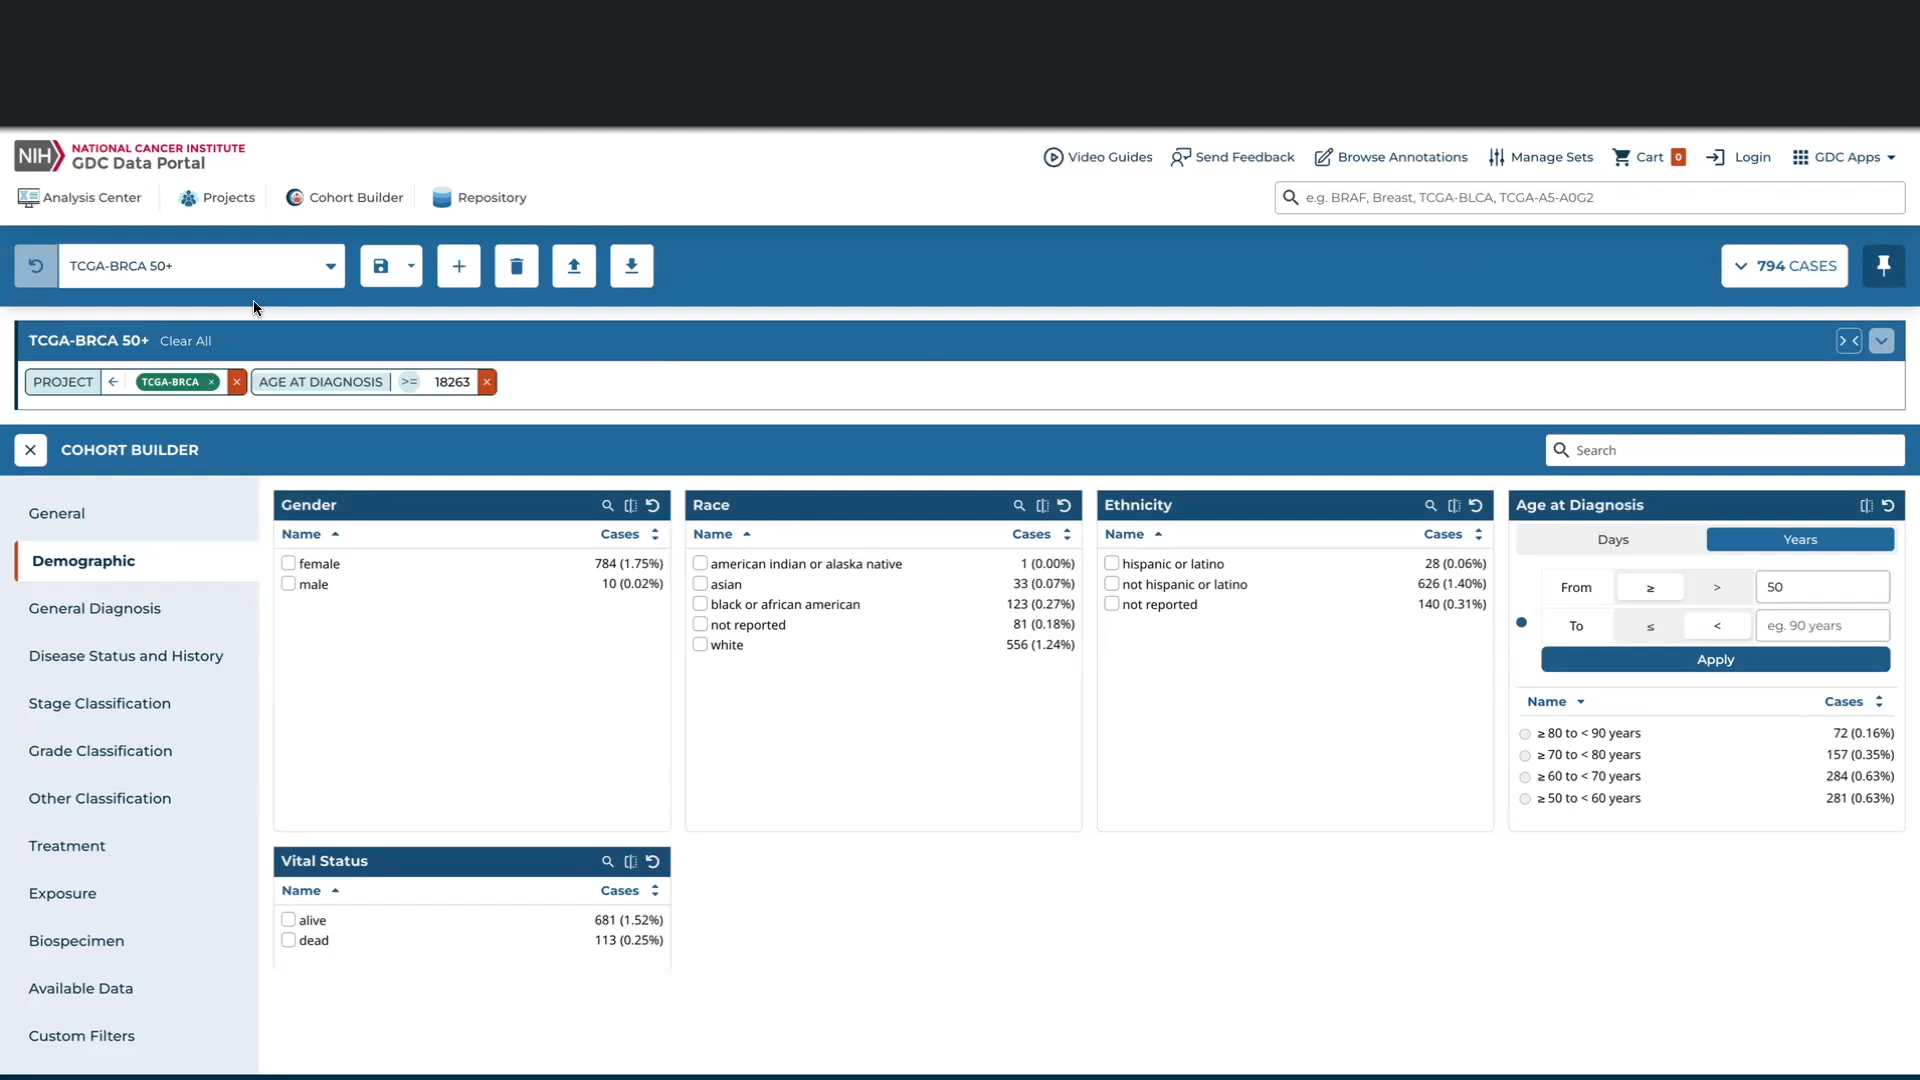 NIH NATIONAL CANCER INSTITUTE
GDC Data Portal
Video Guides Send Feedback Browse Annotations Manage Sets Cart 0 Login GDC Apps
Analysis Center Projects Cohort Builder Repository e.g. BRAF, Breast, TCGA-BLCA, TCGA-A5-A0G2
TCGA-BRCA 50+ 794 CASES
TCGA-BRCA 50+ Clear All
PROJECT TCGA-BRCA × × AGE AT DIAGNOSIS >= 18263 ×
COHORT BUILDER Search
General
Demographic
General Diagnosis
Disease Status and History
Stage Classification
Grade Classification
Other Classification
Treatment
Exposure
Biospecimen
Available Data
Custom Filters
Gender
Name Cases
female 784 (1.75%)
male 10 (0.02%)
Race
Name Cases
american indian or alaska native 1 (0.00%)
asian 33 (0.07%)
black or african american 123 (0.27%)
not reported 81 (0.18%)
white 556 (1.24%)
Ethnicity
Name Cases
hispanic or latino 28 (0.06%)
not hispanic or latino 626 (1.40%)
not reported 140 (0.31%)
Age at Diagnosis
Days Years
From ≥ > 50
To ≤ < eg. 90 years
Apply
Name Cases
≥ 80 to < 90 years 72 (0.16%)
≥ 70 to < 80 years 157 (0.35%)
≥ 60 to < 70 years 284 (0.63%)
≥ 50 to < 60 years 281 (0.63%)
Vital Status
Name Cases
alive 681 (1.52%)
dead 113 (0.25%)